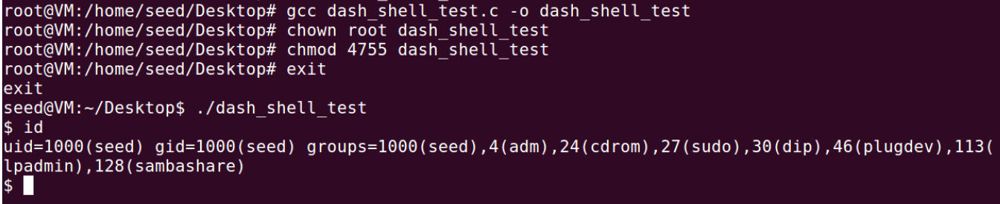 root@VM:/home/seed/Desktop# gcc dash_shell_test.c -o dash_shell_test
root@VM:/home/seed/Desktop# chown root dash_shell_test
root@VM:/home/seed/Desktop# chmod 4755 dash_shell_test
root@VM:/home/seed/Desktop# exit
exit
seed@VM:~/Desktop$ ./dash_shell_test
$ id
uid=1000(seed) gid=1000(seed) groups=1000(seed),4(adm),24(cdrom),27(sudo),30(dip),46(plugdev),113(
lpadmin),128(sambashare)
$